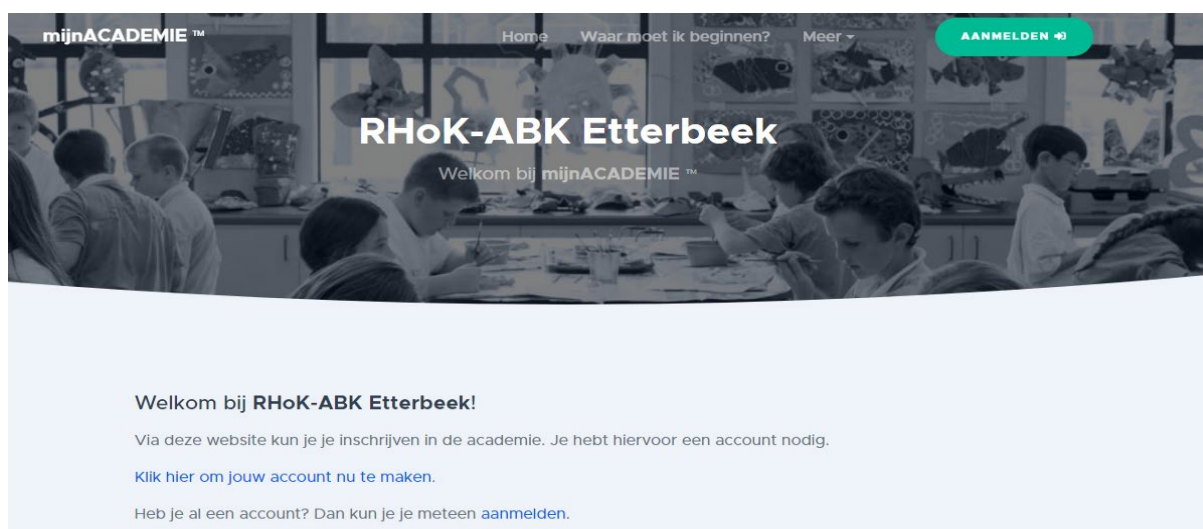 mijnACADEMIE ™
Home Waar moet ik beginnen? Meer
AANMELDEN
RHoK-ABK Etterbeek
Welkom bij mijnACADEMIE ™
Welkom bij RHoK-ABK Etterbeek!
Via deze website kun je je inschrijven in de academie. Je hebt hiervoor een account nodig.
Klik hier om jouw account nu te maken.
Heb je al een account? Dan kun je je meteen aanmelden.